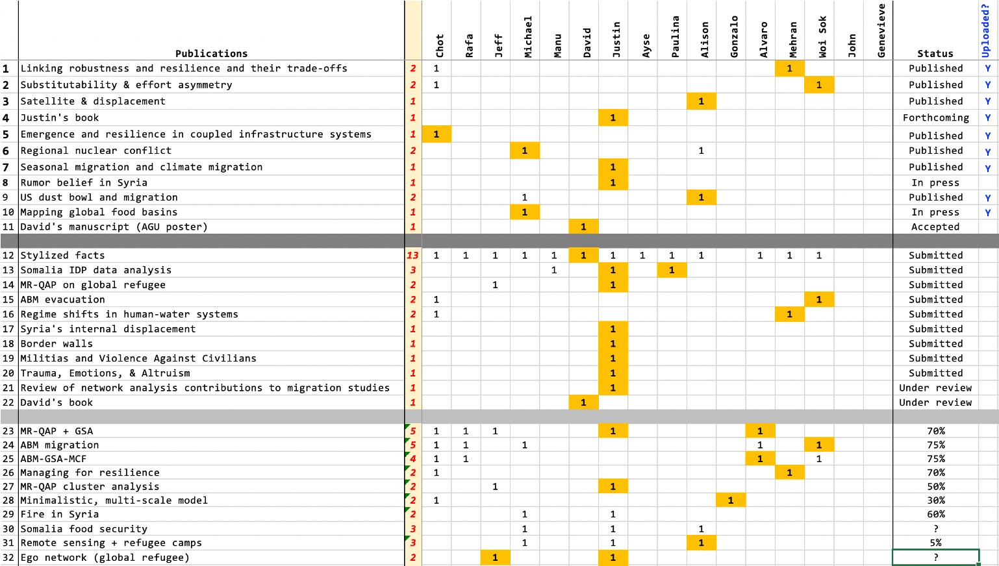 Publications Chot Rafa Jeff Michael Manu David Justin Ayse Paulina Alison Gonzalo Alvaro Mehran Woi Sok John Genevieve Status Uploaded?
1 Linking robustness and resilience and their trade-offs 2 1 1 Published Y
2 Substitutability & effort asymmetry 2 1 1 Published Y
3 Satellite & displacement 1 1 Published Y
4 Justin's book 1 1 Forthcoming Y
5 Emergence and resilience in coupled infrastructure systems 1 1 Published Y
6 Regional nuclear conflict 2 1 1 Published Y
7 Seasonal migration and climate migration 1 1 Published Y
8 Rumor belief in Syria 1 1 In press
9 US dust bowl and migration 2 1 1 Published Y
10 Mapping global food basins 1 1 In press Y
11 David's manuscript (AGU poster) 1 1 Accepted
12 Stylized facts 13 1 1 1 1 1 1 1 1 1 1 1 1 1 Submitted
13 Somalia IDP data analysis 3 1 1 1 Submitted
14 MR-QAP on global refugee 2 1 1 Submitted
15 ABM evacuation 2 1 1 Submitted
16 Regime shifts in human-water systems 2 1 1 Submitted
17 Syria's internal displacement 1 1 Submitted
18 Border walls 1 1 Submitted
19 Militias and Violence Against Civilians 1 1 Submitted
20 Trauma, Emotions, & Altruism 1 1 Submitted
21 Review of network analysis contributions to migration studies 1 1 Under review
22 David's book 1 1 Under review
23 MR-QAP + GSA 5 1 1 1 1 1 70%
24 ABM migration 5 1 1 1 1 1 75%
25 ABM-GSA-MCF 4 1 1 1 1 75%
26 Managing for resilience 2 1 1 70%
27 MR-QAP cluster analysis 2 1 1 50%
28 Minimalistic, multi-scale model 2 1 1 30%
29 Fire in Syria 2 1 1 60%
30 Somalia food security 3 1 1 1 ?
31 Remote sensing + refugee camps 3 1 1 1 5%
32 Ego network (global refugee) 2 1 1 ?